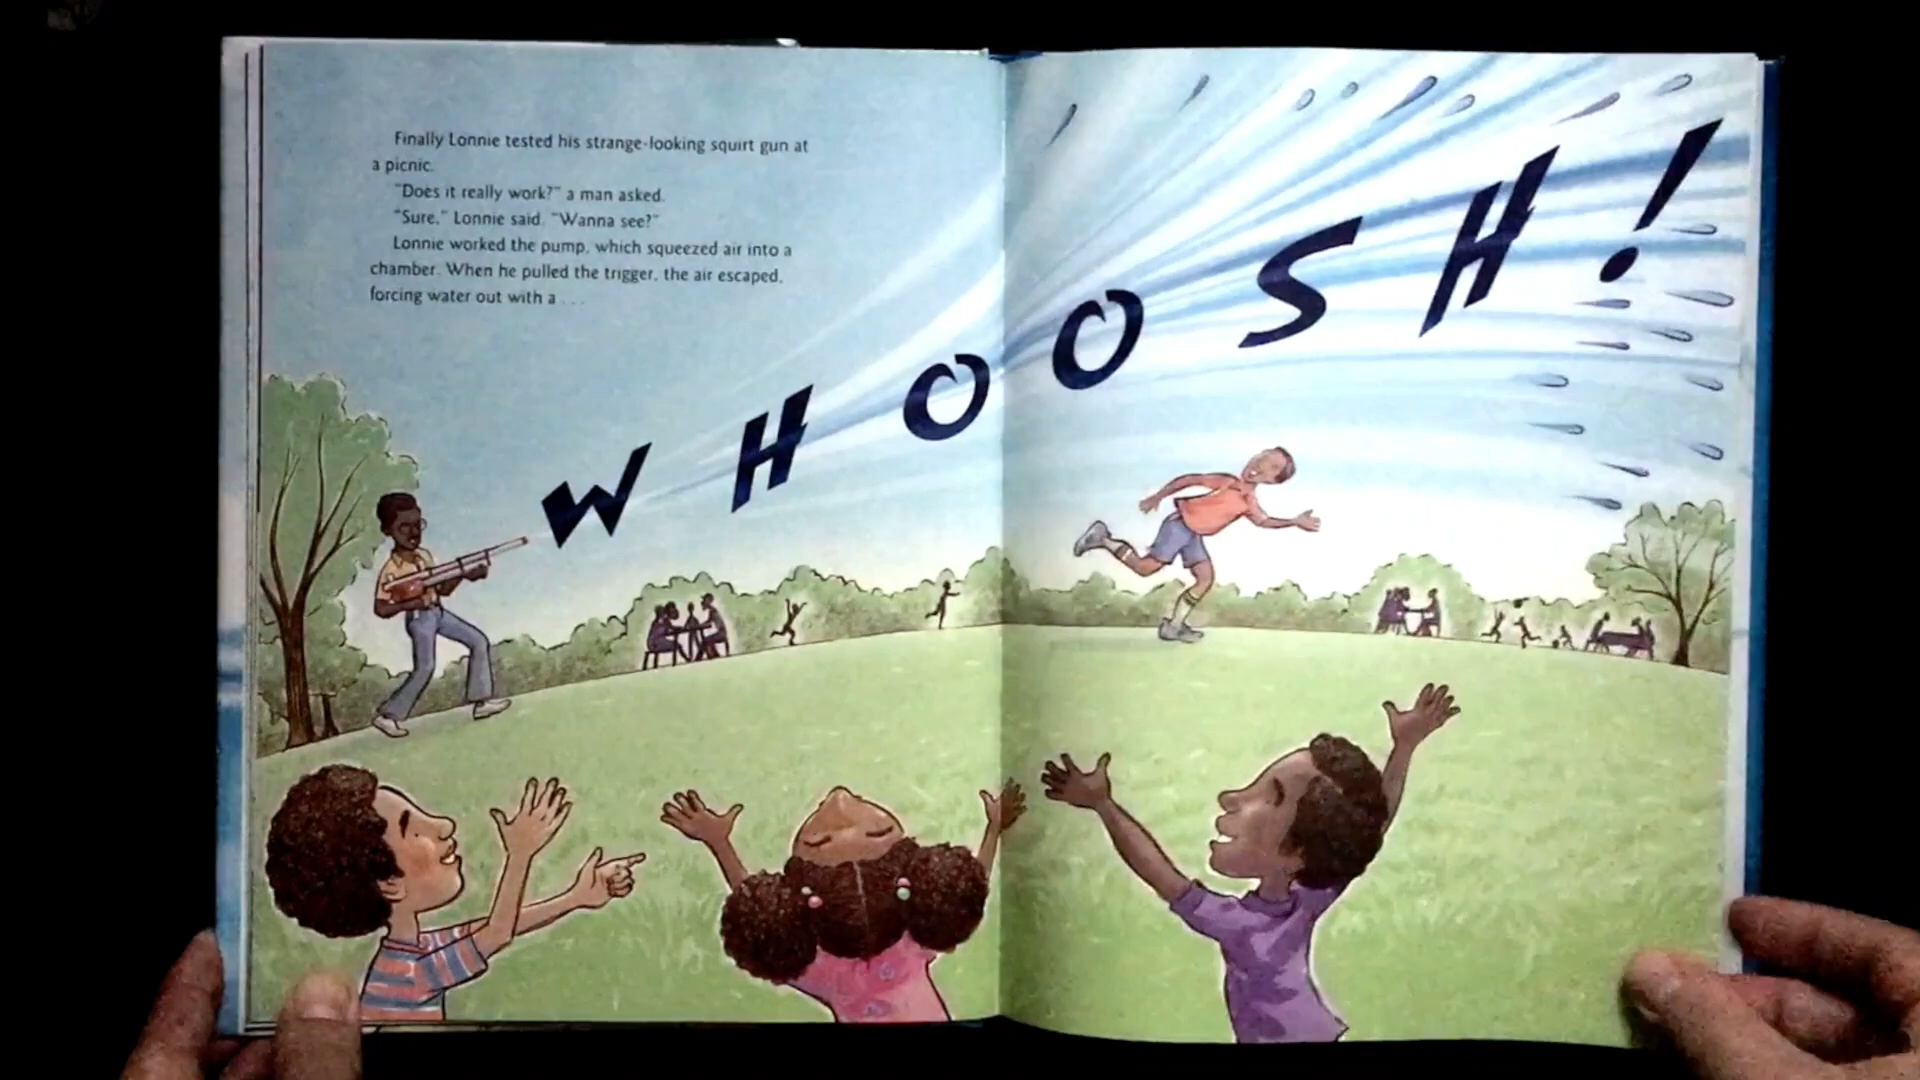 Finally Lonnie tested his strange-looking squirt gun at
a picnic.
"Does it really work?" a man asked.
"Sure," Lonnie said. "Wanna see?"
Lonnie worked the pump, which squeezed air into a
chamber. When he pulled the trigger, the air escaped,
forcing water out with a . . .
WHOOSH!